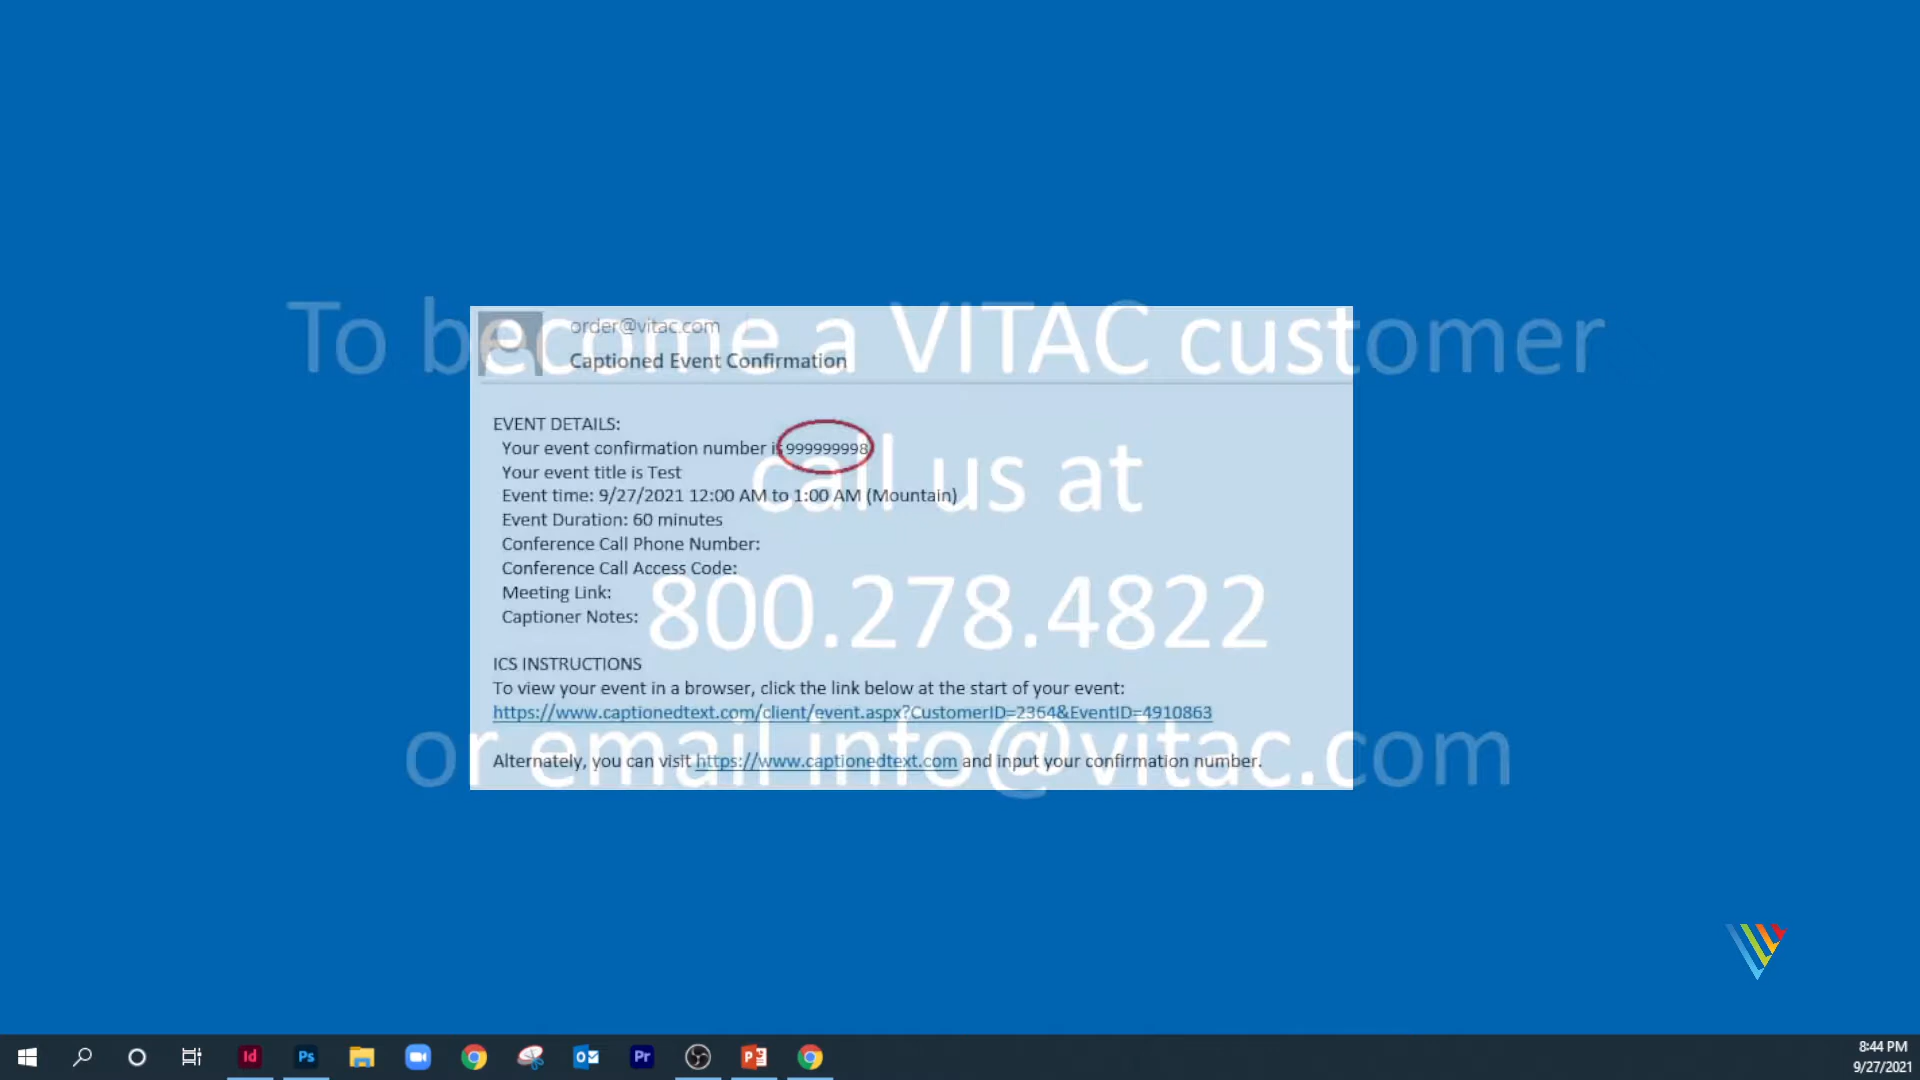 To become a VITAC customer
call us at
800.278.4822
or email info@vitac.com
order@vitac.com
Captioned Event Confirmation
EVENT DETAILS:
Your event confirmation number is 999999998
Your event title is Test
Event time: 9/27/2021 12:00 AM to 1:00 AM (Mountain)
Event Duration: 60 minutes
Conference Call Phone Number:
Conference Call Access Code:
Meeting Link:
Captioner Notes:
ICS INSTRUCTIONS
To view your event in a browser, click the link below at the start of your event:
https://www.captionedtext.com/client/event.aspx?CustomerID=2364&EventID=4910863
Alternately, you can visit https://www.captionedtext.com and input your confirmation number.
Id
Ps
Pr
8:44 PM
9/27/2021